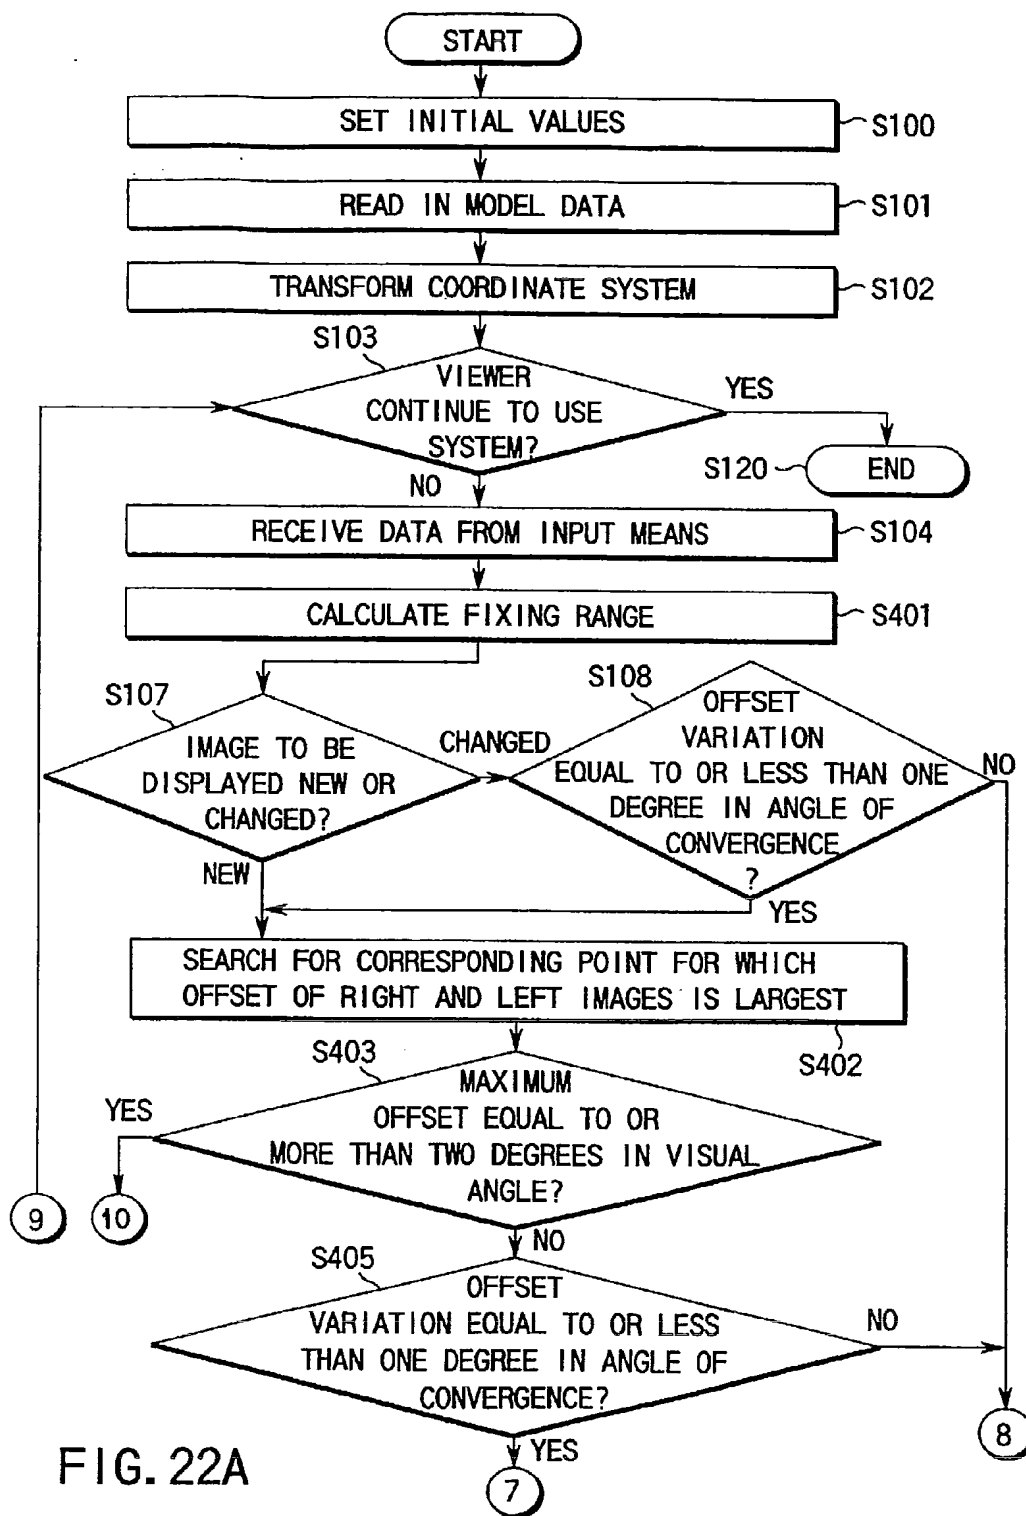 START
SET INITIAL VALUES
S100
READ IN MODEL DATA
S101
TRANSFORM COORDINATE SYSTEM
S102
S103
VIEWER
CONTINUE TO USE
SYSTEM?
YES
NO
S120
END
RECEIVE DATA FROM INPUT MEANS
S104
CALCULATE FIXING RANGE
S401
S107
IMAGE TO BE
DISPLAYED NEW OR
CHANGED?
CHANGED
NEW
S108
OFFSET
VARIATION
EQUAL TO OR LESS THAN ONE
DEGREE IN ANGLE OF
CONVERGENCE
?
NO
YES
SEARCH FOR CORRESPONDING POINT FOR WHICH
OFFSET OF RIGHT AND LEFT IMAGES IS LARGEST
S402
S403
MAXIMUM
OFFSET EQUAL TO OR
MORE THAN TWO DEGREES IN VISUAL
ANGLE?
YES
9
10
NO
S405
OFFSET
VARIATION EQUAL TO OR LESS
THAN ONE DEGREE IN ANGLE OF
CONVERGENCE?
NO
8
YES
7
FIG. 22A